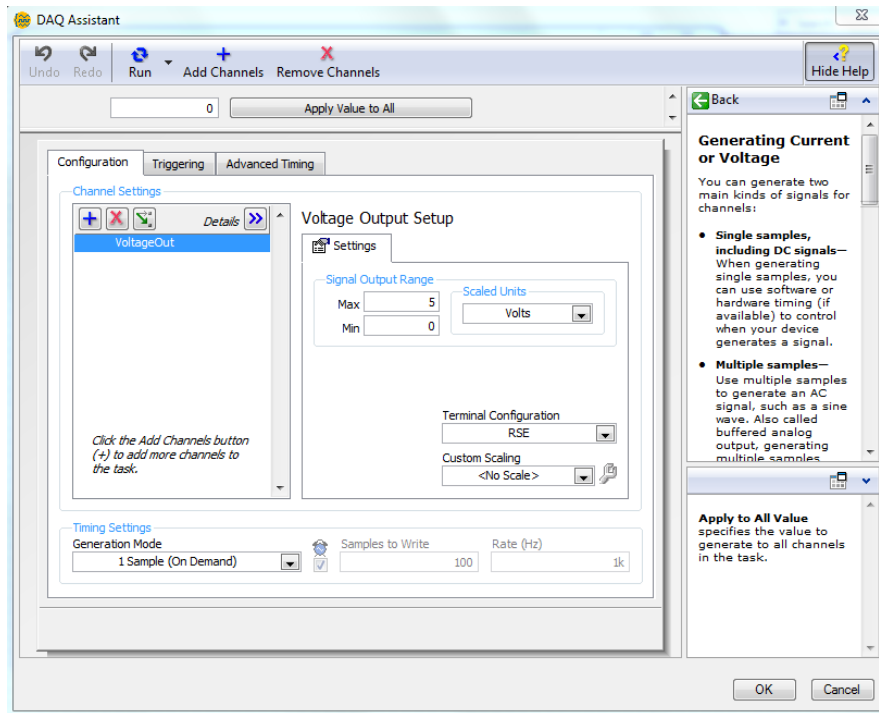 DAQ Assistant
Undo Redo Run Add Channels Remove Channels Hide Help
0 Apply Value to All
Configuration Triggering Advanced Timing
Channel Settings
Details
VoltageOut
Click the Add Channels button
(+) to add more channels to
the task.
Voltage Output Setup
Settings
Signal Output Range
Max 5
Min 0
Scaled Units
Volts
Terminal Configuration
RSE
Custom Scaling
<No Scale>
Timing Settings
Generation Mode
1 Sample (On Demand)
Samples to Write
100
Rate (Hz)
1k
Back
Generating Current
or Voltage
You can generate two
main kinds of signals for
channels:
• Single samples,
including DC signals—
When generating
single samples, you
can use software or
hardware timing (if
available) to control
when your device
generates a signal.
• Multiple samples—
Use multiple samples
to generate an AC
signal, such as a sine
wave. Also called
buffered analog
output, generating
multiple samples
Apply to All Value
specifies the value to
generate to all channels
in the task.
OK Cancel